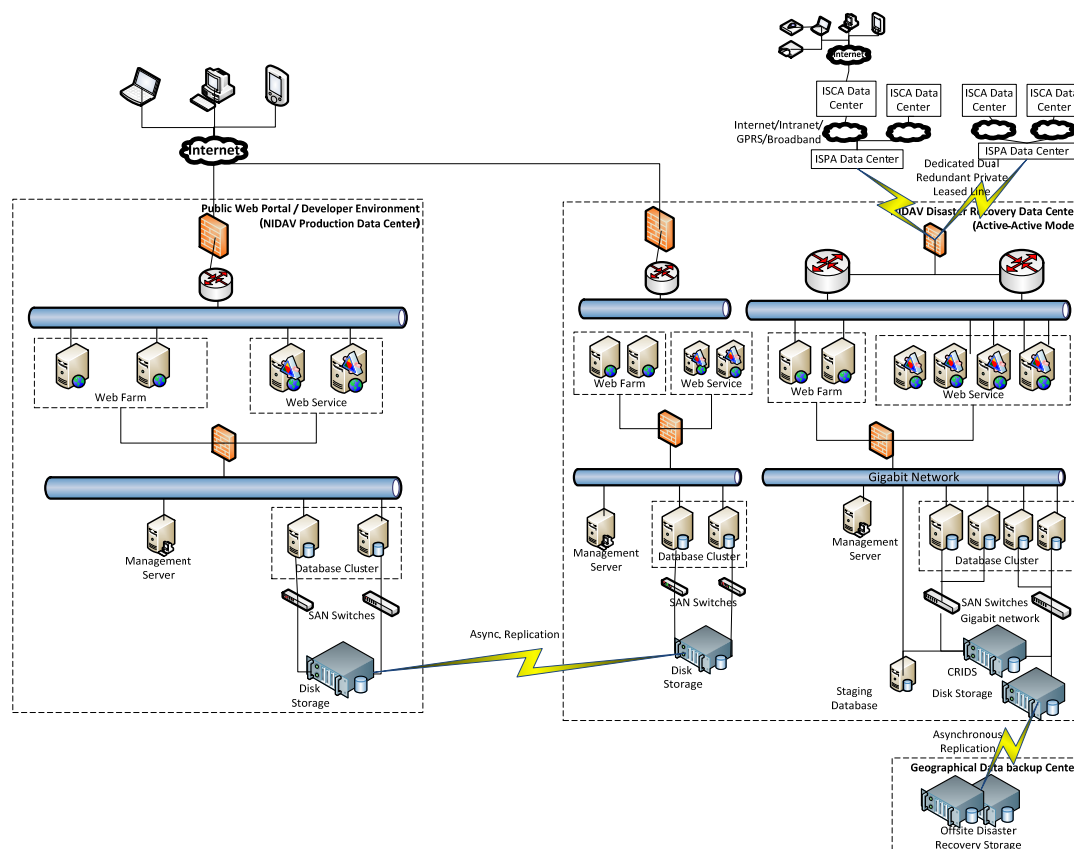 Internet
ISCA Data
Center
ISCA Data
Center
ISCA Data
Center
ISCA Data
Center
Internet/Intranet/
GPRS/Broadband
ISPA Data Center
ISPA Data Center
Dedicated Dual
Redundant Private
Leased Line
Internet
Public Web Portal / Developer Environment
(NIDAV Production Data Center)
Web Farm
Web Service
Management
Server
Database Cluster
SAN Switches
Disk
Storage
Async. Replication
NIDAV Disaster Recovery Data Cente
(Active-Active Mode
Web Farm
Web Service
Web Farm
Web Service
Gigabit Network
Management
Server
Database Cluster
SAN Switches
Disk
Storage
Management
Server
Database Cluster
SAN Switches
Gigabit network
CRIDS
Disk Storage
Staging
Database
Asynchronous
Replication
Geographical Data backup Cente
Offsite Disaster
Recovery Storage